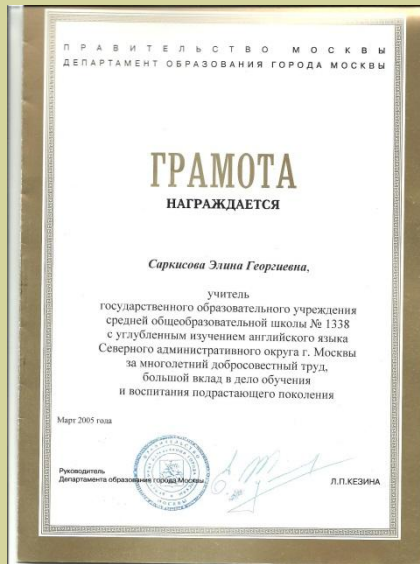 ПРАВИТЕЛЬСТВО МОСКВЫ
ДЕПАРТАМЕНТ ОБРАЗОВАНИЯ ГОРОДА МОСКВЫ
ГРАМОТА
НАГРАЖДАЕТСЯ
Саркисова Элина Георгиевна,
учитель
государственного образовательного учреждения
средней общеобразовательной школы № 1338
с углубленным изучением английского языка
Северного административного округа г. Москвы
за многолетний добросовестный труд,
большой вклад в дело обучения
и воспитания подрастающего поколения
Март 2005 года
Руководитель
Департамента образования города Москвы
Л.П.КЕЗИНА